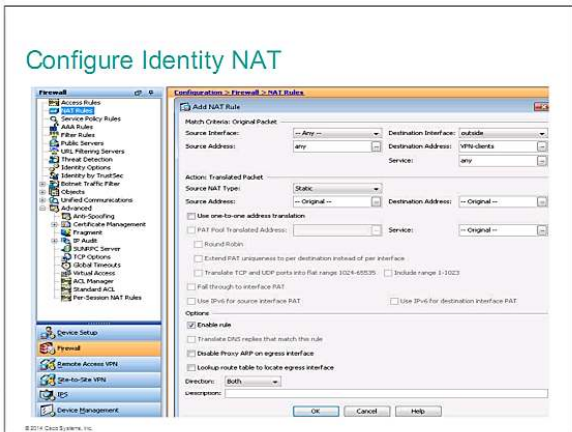 Configure Identity NAT
Firewall
Access Rules
NAT Rules
Service Policy Rules
AAA Rules
Filter Rules
Public Servers
URL Filtering Servers
Threat Detection
Identity Options
Identity by TrustSec
Botnet Traffic Filter
Objects
Unified Communications
Advanced
Anti-Spoofing
Certificate Management
Fragment
IP Audit
SUNRPC Server
TCP Options
Global Timeouts
Virtual Access
ACL Manager
Standard ACL
Per-Session NAT Rules
Device Setup
Firewall
Remote Access VPN
Site-to-Site VPN
IPS
Device Management
Configuration > Firewall > NAT Rules
Add NAT Rule
Match Criteria: Original Packet
Source Interface: -- Any -- Destination Interface: outside
Source Address: any Destination Address: VPN-clients
Service: any
Action: Translated Packet
Source NAT Type: Static
Source Address: -- Original -- Destination Address: -- Original --
Use one-to-one address translation
PAT Pool Translated Address: Service: -- Original --
Round Robin
Extend PAT uniqueness to per destination instead of per interface
Translate TCP and UDP ports into flat range 1024-65535 Include range 1-1023
Fall through to interface PAT
Use IPv6 for source interface PAT Use IPv6 for destination interface PAT
Options
Enable rule
Translate DNS replies that match this rule
Disable Proxy ARP on egress interface
Lookup route table to locate egress interface
Direction: Both
Description:
OK Cancel Help
© 2014 Cisco Systems, Inc.